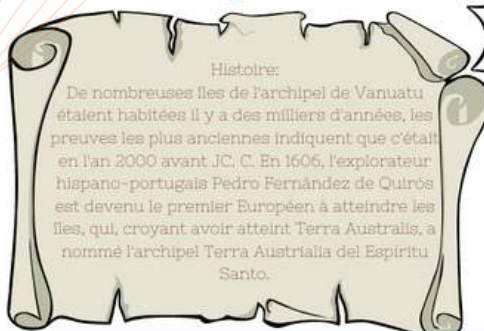 Histoire:
De nombreuses Iles de l'archipel de Vanuatu
étaient habitées il y a des milliers d'années, les
preuves les plus anciennes indiquent que c'était
en l'an 2000 avant JC. C. En 1606, l'explorateur
hispano-portugais Pedro Fernández de Quirós
est devenu le premier Européen à atteindre les
îles, qui, croyant avoir atteint Terra Australis, a
nommé l'archipel Terra Austrialia del Espíritu
Santo.